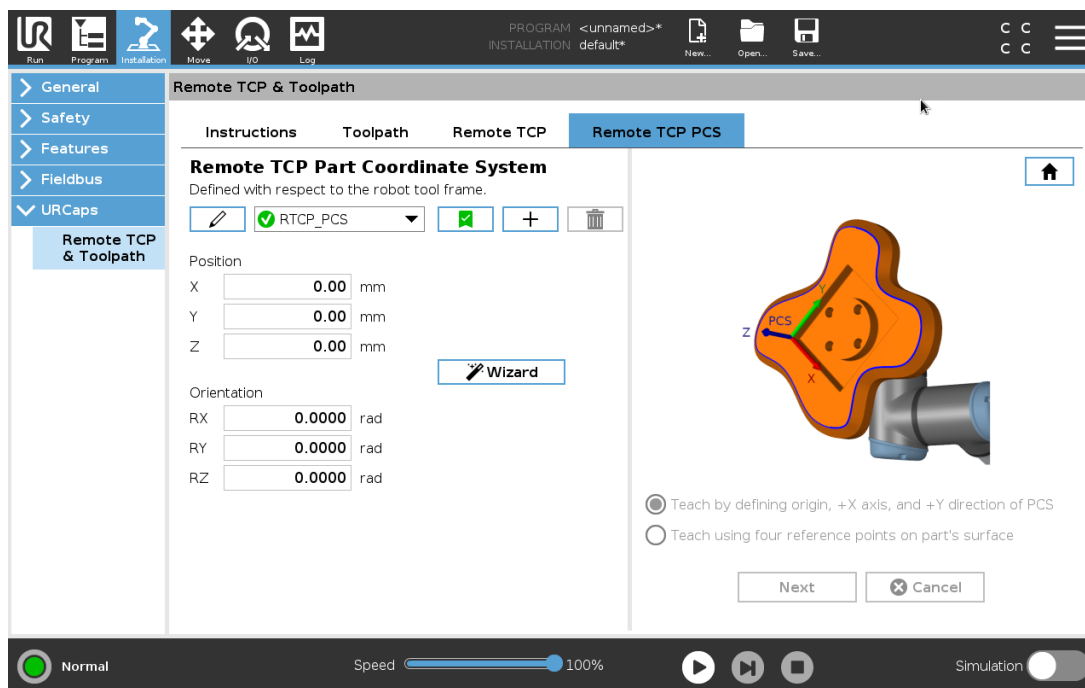 PROGRAM <unnamed>*
INSTALLATION default*
UR
Run
Program
Installation
Move
I/O
Log
New...
Open...
Save...
C C
C C
General
Safety
Features
Fieldbus
URCaps
Remote TCP
& Toolpath
Remote TCP & Toolpath
Instructions
Toolpath
Remote TCP
Remote TCP PCS
Remote TCP Part Coordinate System
Defined with respect to the robot tool frame.
RTCP_PCS
Position
X 0.00 mm
Y 0.00 mm
Z 0.00 mm
Wizard
Orientation
RX 0.0000 rad
RY 0.0000 rad
RZ 0.0000 rad
Y
PCS
Z
X
Teach by defining origin, +X axis, and +Y direction of PCS
Teach using four reference points on part's surface
Next
Cancel
Normal
Speed 100%
Simulation